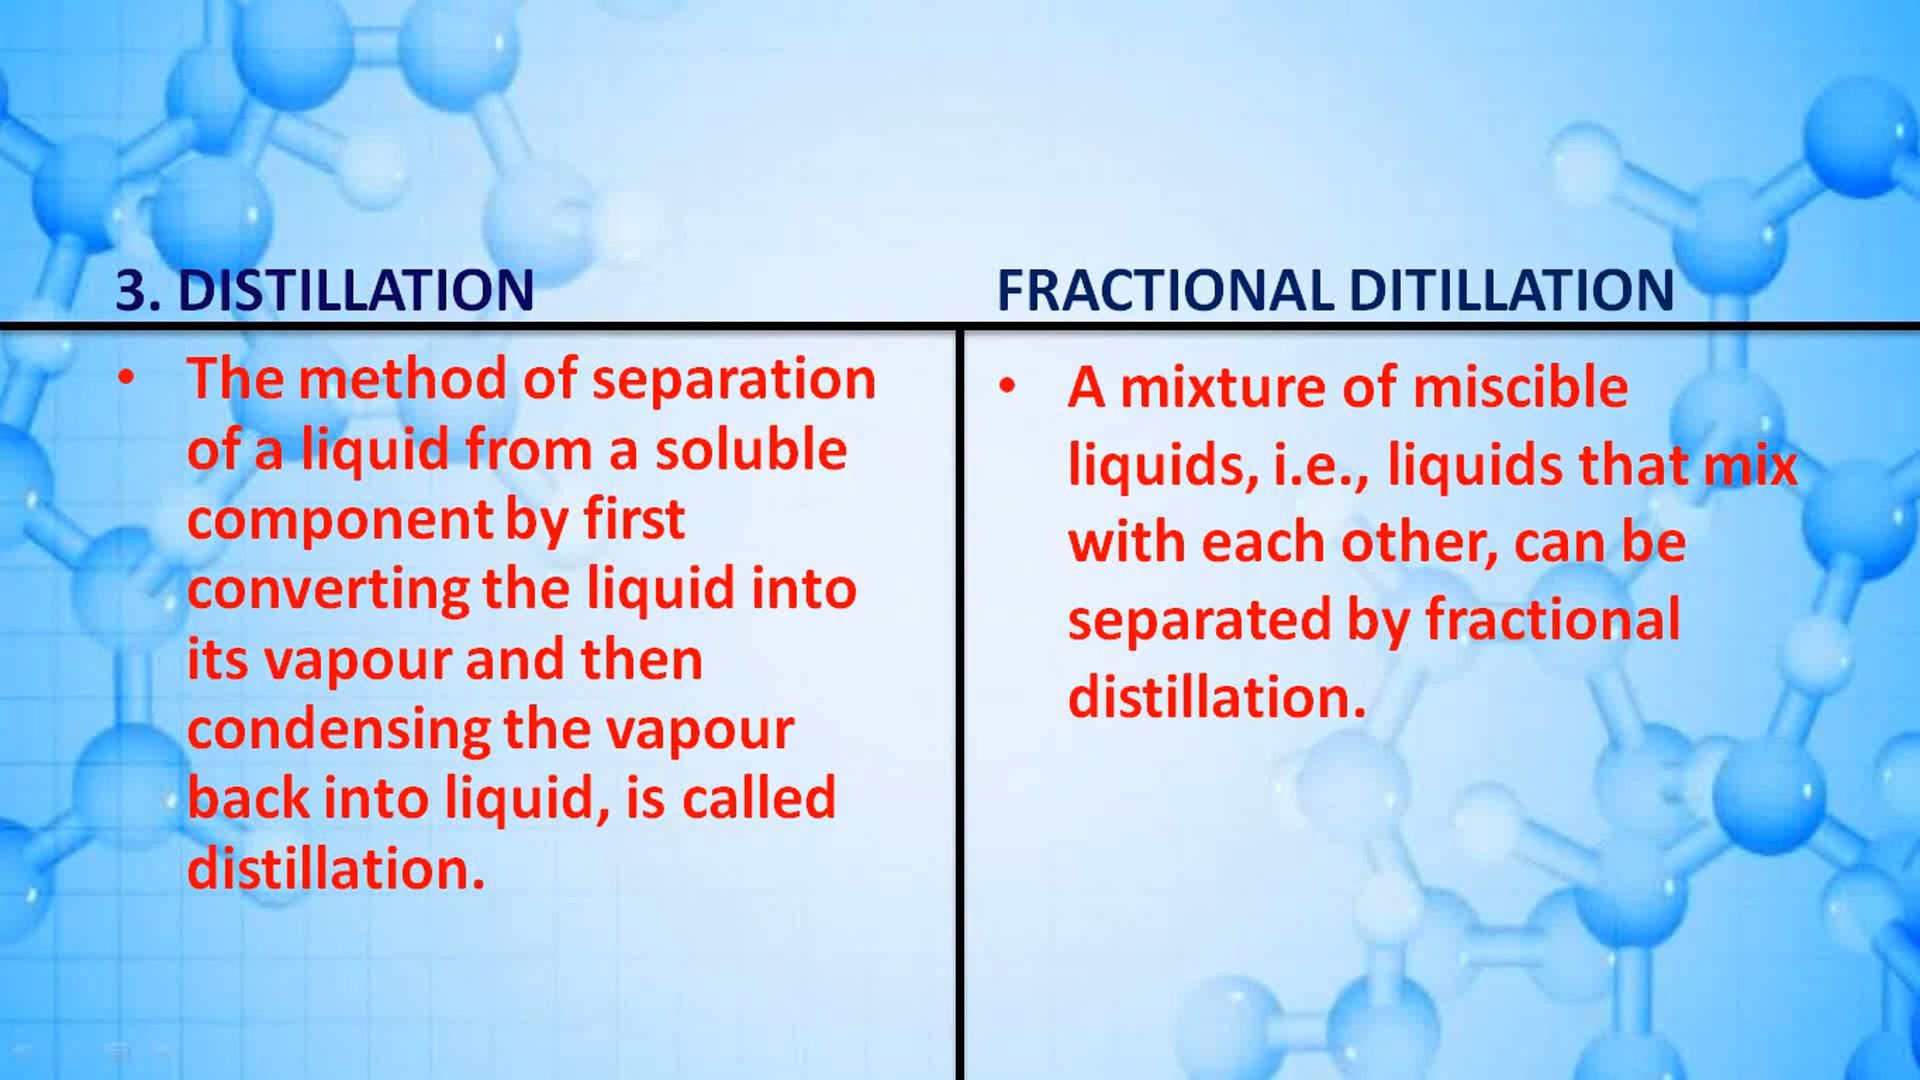 3. DISTILLATION
• The method of separation
of a liquid from a soluble
component by first
converting the liquid into
its vapour and then
condensing the vapour
back into liquid, is called
distillation.
FRACTIONAL DITILLATION
• A mixture of miscible
liquids, i.e., liquids that mix
with each other, can be
separated by fractional
distillation.